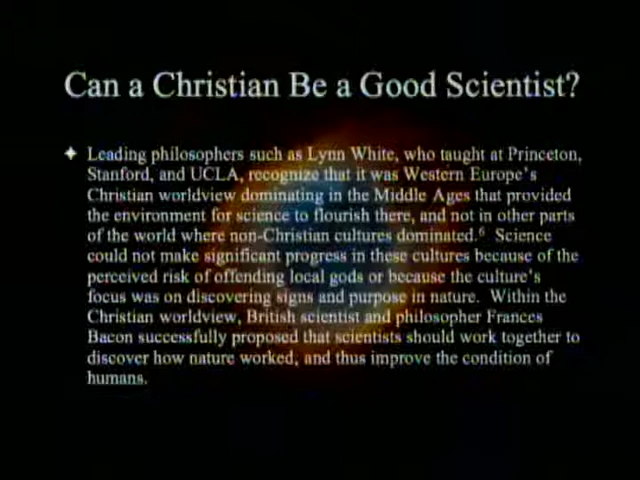 Can a Christian Be a Good Scientist?
Leading philosophers such as Lynn White, who taught at Princeton,
Stanford, and UCLA, recognize that it was Western Europe's
Christian worldview dominating in the Middle Ages that provided
the environment for science to flourish there, and not in other parts
of the world where non-Christian cultures dominated.6 Science
could not make significant progress in these cultures because of the
perceived risk of offending local gods or because the culture's
focus was on discovering signs and purpose in nature. Within the
Christian worldview, British scientist and philosopher Frances
Bacon successfully proposed that scientists should work together to
discover how nature worked, and thus improve the condition of
humans.